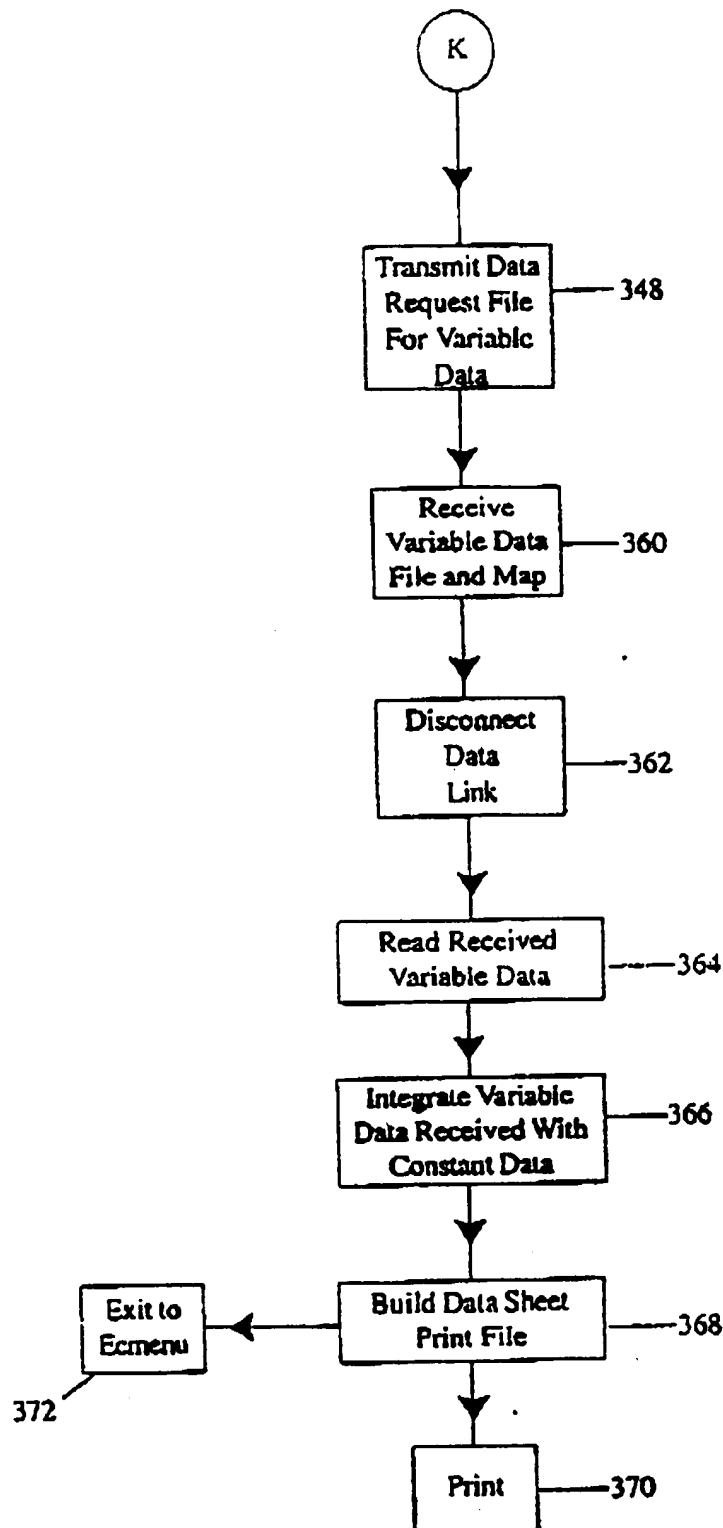 K
Transmit Data
Request File
For Variable
Data
348
Receive
Variable Data
File and Map
360
Disconnect
Data
Link
362
Read Received
Variable Data
364
Integrate Variable
Data Received With
Constant Data
366
Build Data Sheet
Print File
368
Exit to
Ecmenu
372
Print
370